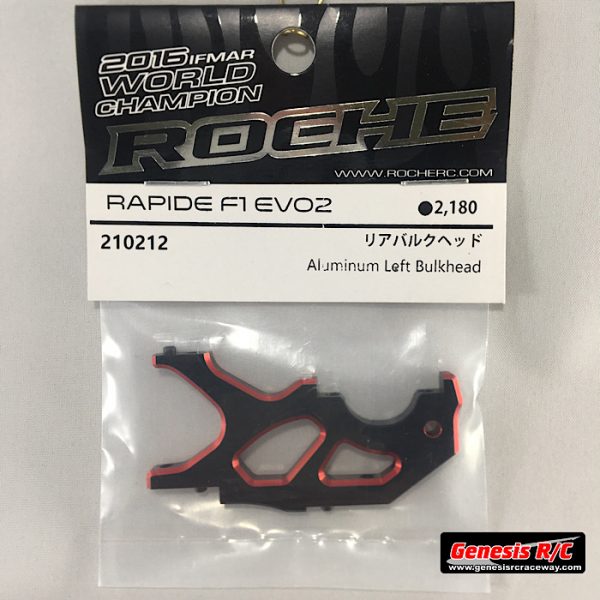 2015 IFMAR
WORLD
CHAMPION
ROCHE
WWW.ROCHERC.COM
RAPIDE F1 EVO2
●2,180
210212
リアバルクヘッド
Aluminum Left Bulkhead
Genesis R/C
www.genesisrcraceway.com